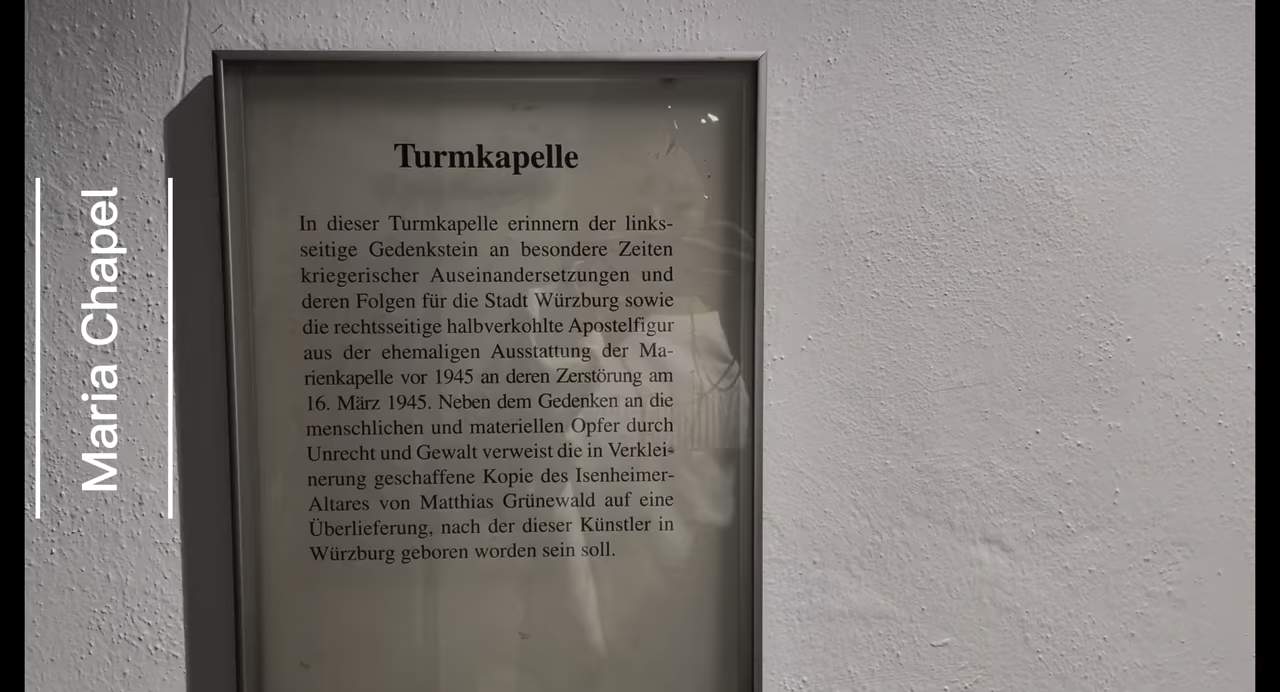 Maria Chapel
Turmkapelle
In dieser Turmkapelle erinnern der links-
seitige Gedenkstein an besondere Zeiten
kriegerischer Auseinandersetzungen und
deren Folgen für die Stadt Würzburg sowie
die rechtsseitige halbverkohlte Apostelfigur
aus der ehemaligen Ausstattung der Ma-
rienkapelle vor 1945 an deren Zerstörung am
16. März 1945. Neben dem Gedenken an die
menschlichen und materiellen Opfer durch
Unrecht und Gewalt verweist die in Verklei-
nerung geschaffene Kopie des Isenheimer-
Altares von Matthias Grünewald auf eine
Überlieferung, nach der dieser Künstler in
Würzburg geboren worden sein soll.